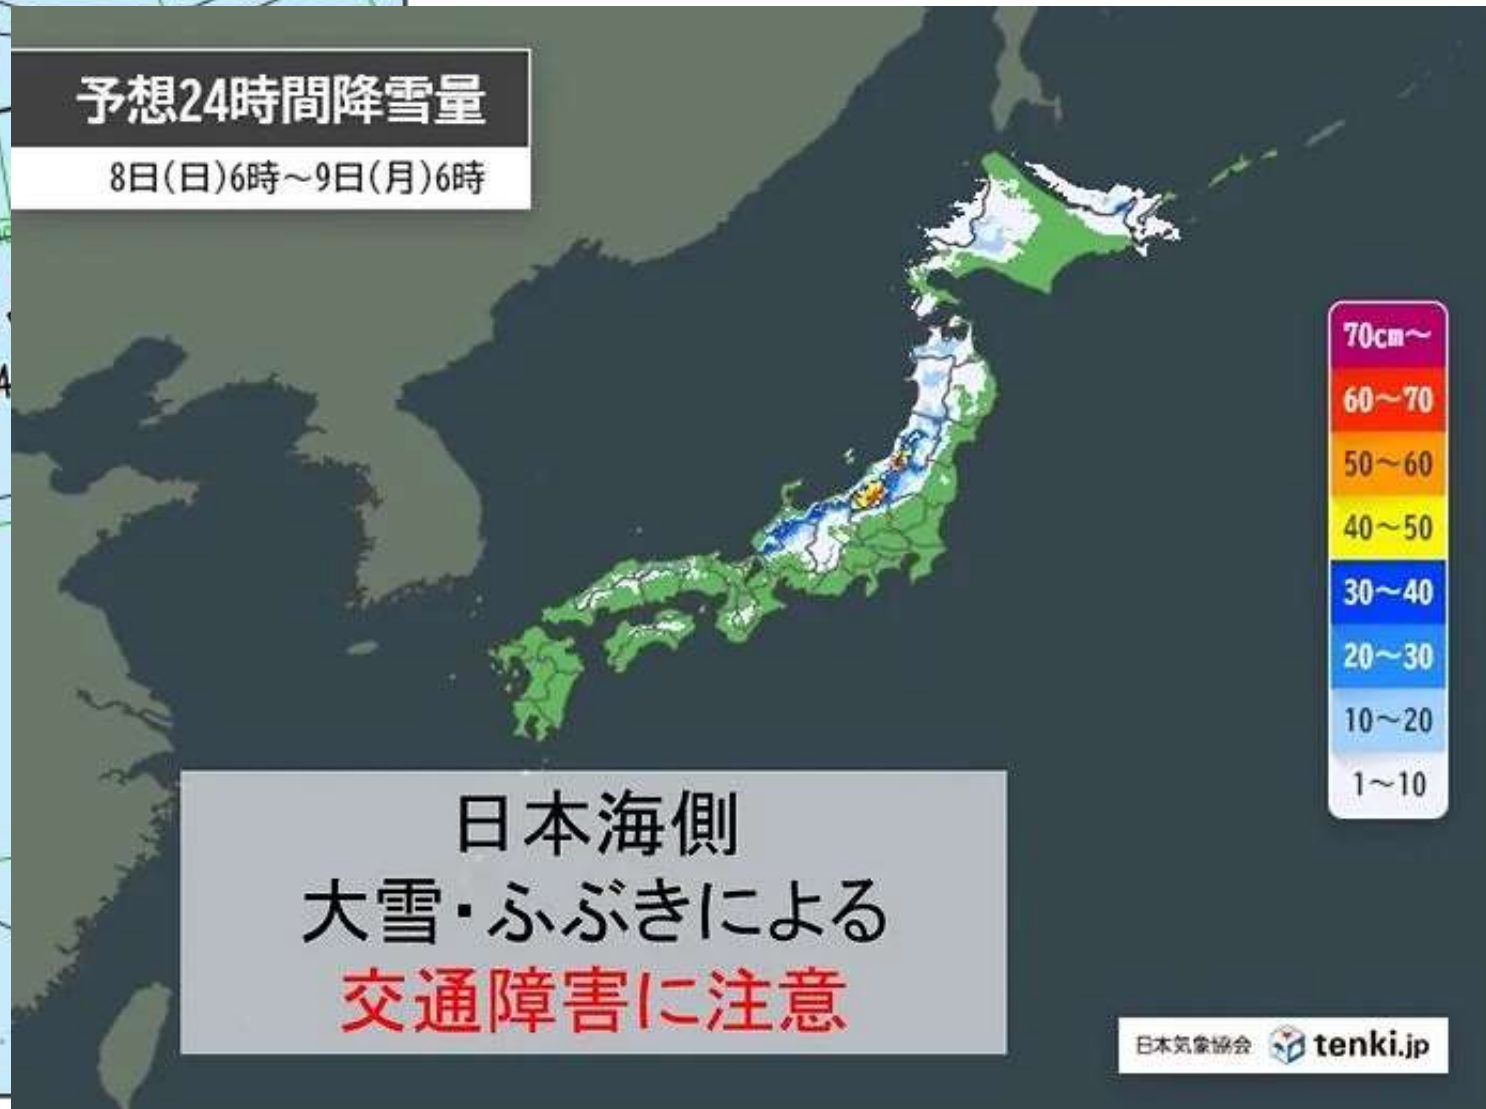 予想24時間降雪量
8日(日)6時～9日(月)6時
70cm～
60～70
50～60
40～50
30～40
20～30
10～20
1～10
日本海側
大雪・ふぶきによる
交通障害に注意
日本気象協会 tenki.jp